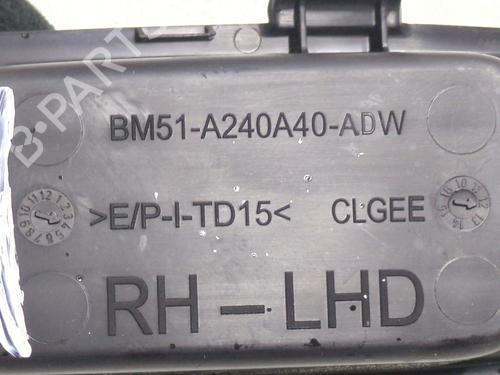 BM51-A240A40-ADW
>E/P-I-TD15<
CLGEE
RH-LHD
B-PARTS